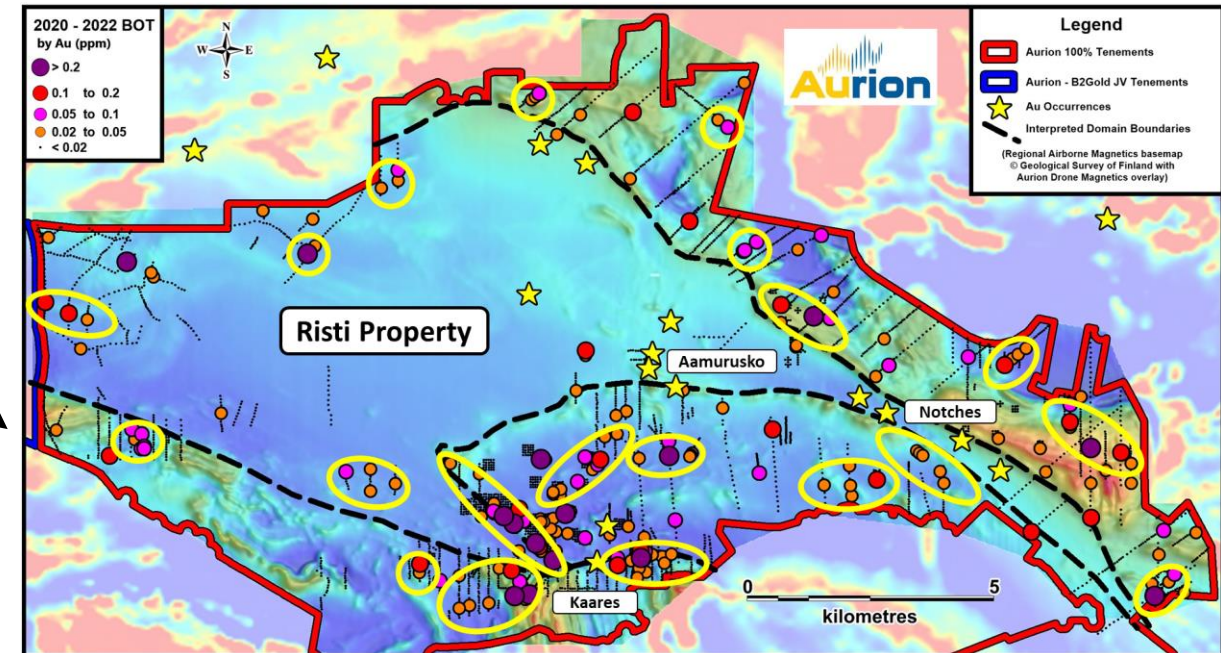 2020 - 2022 BOT
by Au (ppm)
> 0.2
0.1 to 0.2
0.05 to 0.1
0.02 to 0.05
< 0.02
N
W E
S
Aurion
Legend
Aurion 100% Tenements
Aurion - B2Gold JV Tenements
Au Occurrences
Interpreted Domain Boundaries
(Regional Airborne Magnetics basemap
© Geological Survey of Finland with
Aurion Drone Magnetics overlay)
Risti Property
Aamurusko
Notches
Kaares
0 5
kilometres